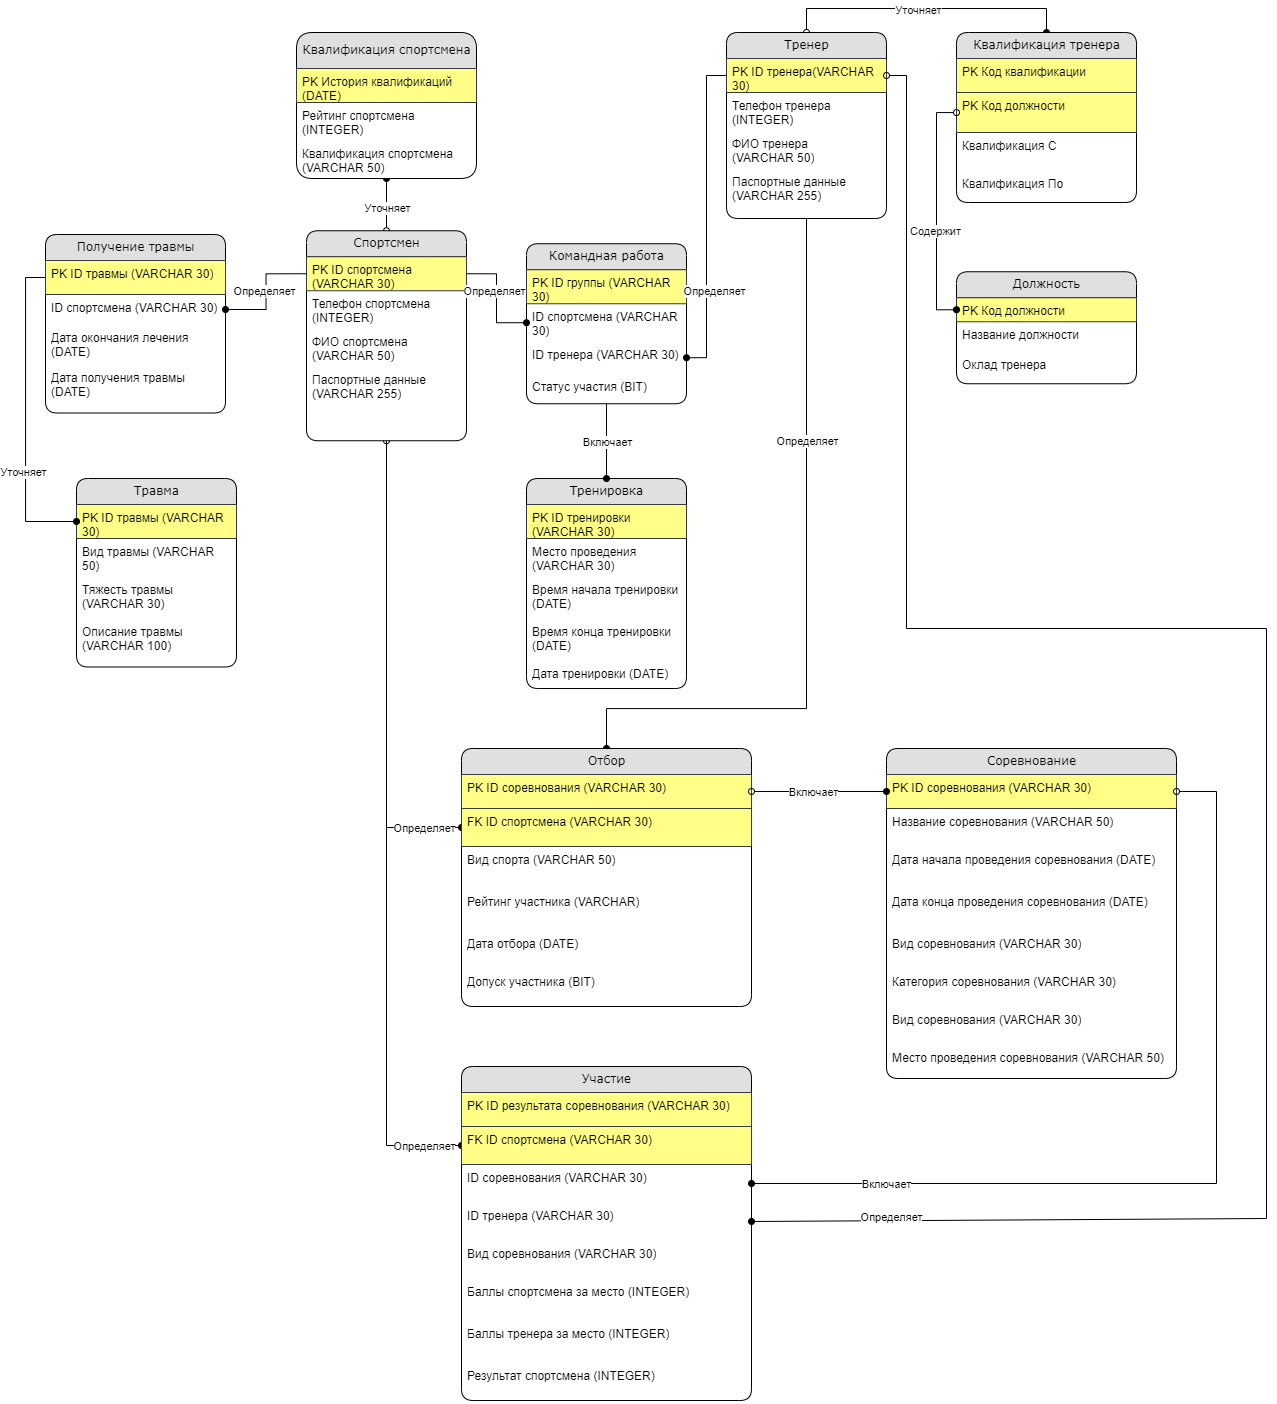 Уточняет
Квалификация спортсмена
PK История квалификаций
(DATE)
Рейтинг спортсмена
(INTEGER)
Квалификация спортсмена
(VARCHAR 50)
Тренер
PK ID тренера(VARCHAR
30)
Телефон тренера
(INTEGER)
ФИО тренера
(VARCHAR 50)
Паспортные данные
(VARCHAR 255)
Квалификация тренера
PK Код квалификации
PK Код должности
Квалификация С
Квалификация По
Уточняет
Содержит
Получение травмы
PK ID травмы (VARCHAR 30)
ID спортсмена (VARCHAR 30)
Дата окончания лечения
(DATE)
Дата получения травмы
(DATE)
Определяет
Спортсмен
PK ID спортсмена
(VARCHAR 30)
Телефон спортсмена
(INTEGER)
ФИО спортсмена
(VARCHAR 50)
Паспортные данные
(VARCHAR 255)
Определяет
Командная работа
PK ID группы (VARCHAR
30)
ID спортсмена (VARCHAR
30)
ID тренера (VARCHAR 30)
Статус участия (BIT)
Определяет
Должность
PK Код должности
Название должности
Оклад тренера
Включает
Определяет
Уточняет
Травма
PK ID травмы (VARCHAR
30)
Вид травмы (VARCHAR
50)
Тяжесть травмы
(VARCHAR 30)
Описание травмы
(VARCHAR 100)
Тренировка
PK ID тренировки
(VARCHAR 30)
Место проведения
(VARCHAR 30)
Время начала тренировки
(DATE)
Время конца тренировки
(DATE)
Дата тренировки (DATE)
Отбор
PK ID соревнования (VARCHAR 30)
FK ID спортсмена (VARCHAR 30)
Вид спорта (VARCHAR 50)
Рейтинг участника (VARCHAR)
Дата отбора (DATE)
Допуск участника (BIT)
Включает
Определяет
Соревнование
PK ID соревнования (VARCHAR 30)
Название соревнования (VARCHAR 50)
Дата начала проведения соревнования (DATE)
Дата конца проведения соревнования (DATE)
Вид соревнования (VARCHAR 30)
Категория соревнования (VARCHAR 30)
Вид соревнования (VARCHAR 30)
Место проведения соревнования (VARCHAR 50)
Участие
PK ID результата соревнования (VARCHAR 30)
FK ID спортсмена (VARCHAR 30)
ID соревнования (VARCHAR 30)
ID тренера (VARCHAR 30)
Вид соревнования (VARCHAR 30)
Баллы спортсмена за место (INTEGER)
Баллы тренера за место (INTEGER)
Результат спортсмена (INTEGER)
Определяет
Включает
Определяет